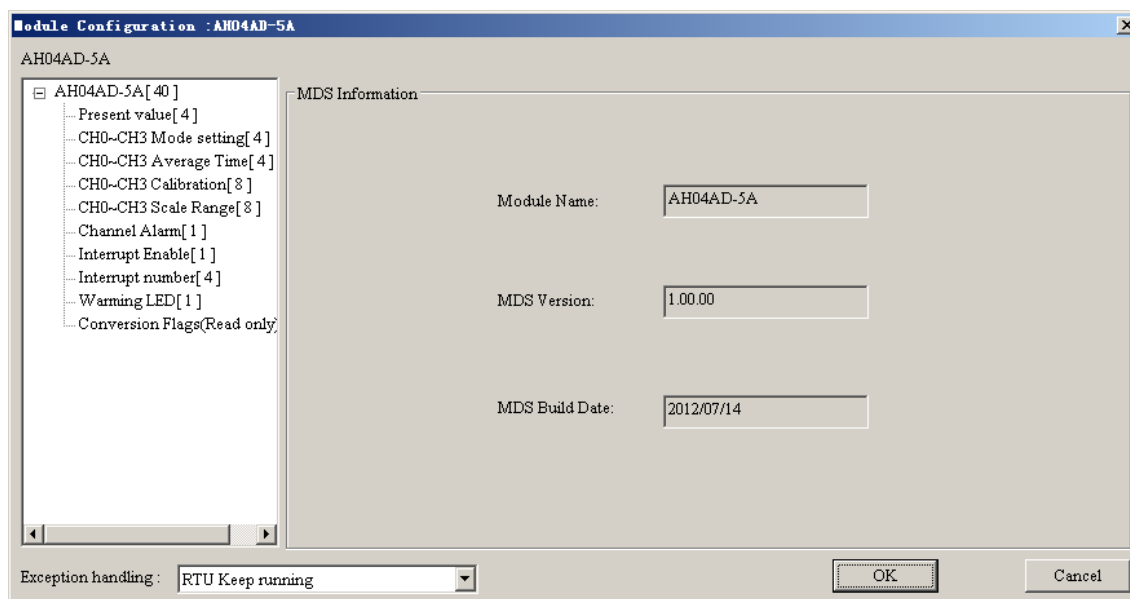 Module Configuration :AH04AD-5A
AH04AD-5A
AH04AD-5A[ 40 ]
Present value[ 4 ]
CH0~CH3 Mode setting[ 4 ]
CH0~CH3 Average Time[ 4 ]
CH0~CH3 Calibration[ 8 ]
CH0~CH3 Scale Range[ 8 ]
Channel Alarm[ 1 ]
Interrupt Enable[ 1 ]
Interrupt number[ 4 ]
Warming LED[ 1 ]
Conversion Flags(Read only)
MDS Information
Module Name: AH04AD-5A
MDS Version: 1.00.00
MDS Build Date: 2012/07/14
Exception handling : RTU Keep running
OK Cancel